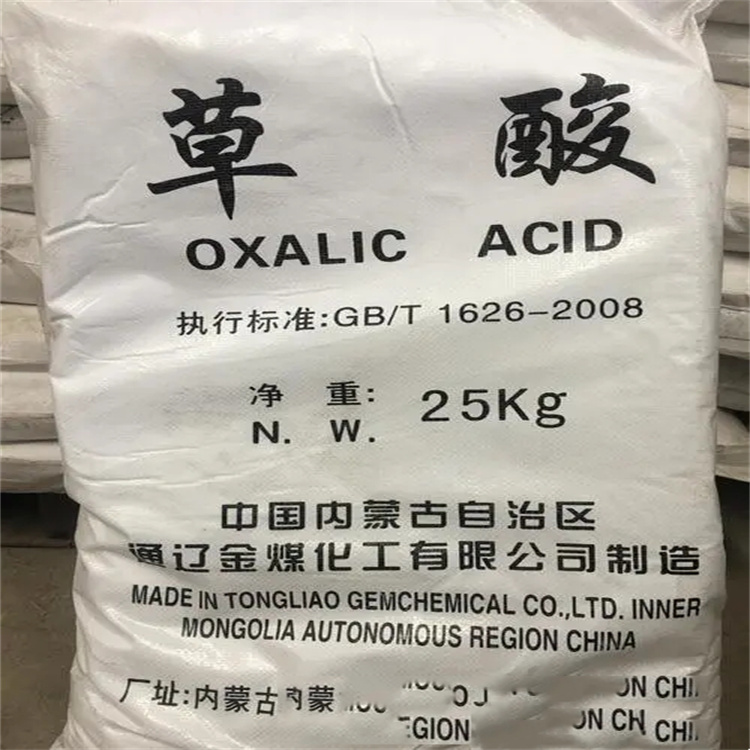 草 酸
OXALIC ACID
执行标准:GB/T 1626-2008
净 重: 25Kg
N. W.
中国内蒙古自治区
通辽金煤化工有限公司制造
MADE IN TONGLIAO GEMCHEMICAL CO.,LTD. INNER
MONGOLIA AUTONOMOUS REGION CHINA
厂址:内蒙古内蒙